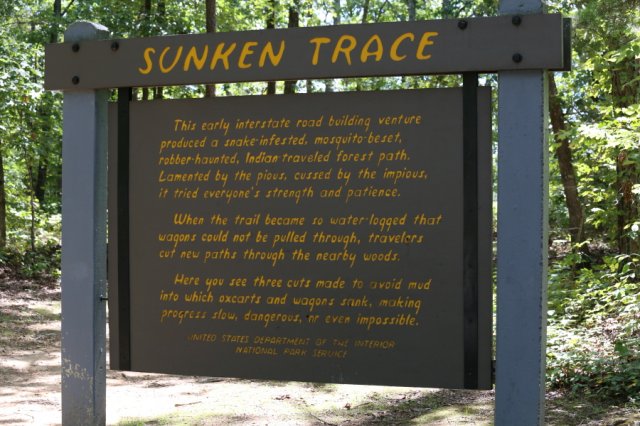 SUNKEN TRACE
This early interstate road building venture
produced a snake-infested, mosquito-beset,
robber-haunted, Indian-traveled forest path.
Lamented by the pious, cussed by the impious,
it tried everyone's strength and patience.
When the trail became so water-logged that
wagons could not be pulled through, travelers
cut new paths through the nearby woods.
Here you see three cuts made to avoid mud
into which oxcarts and wagons sank, making
progress slow, dangerous, or even impossible.
UNITED STATES DEPARTMENT OF THE INTERIOR
NATIONAL PARK SERVICE